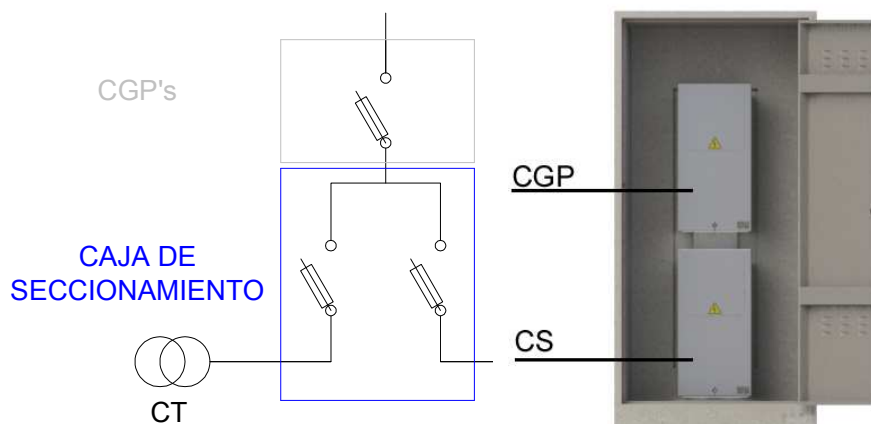 CGP's
CGP
CAJA DE
SECCIONAMIENTO
CS
CT